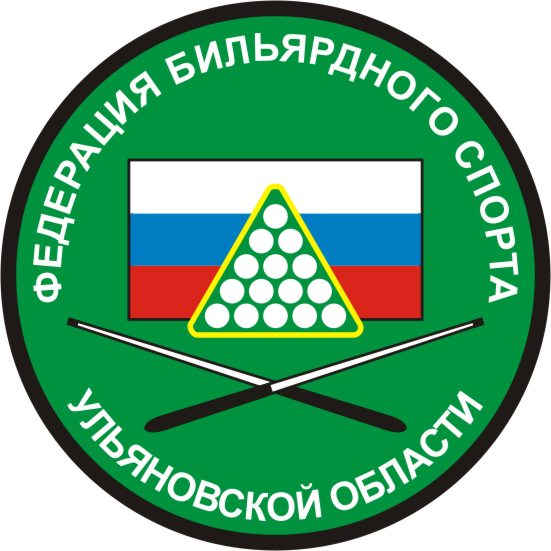 ФЕДЕРАЦИЯ БИЛЬЯРДНОГО СПОРТА
УЛЬЯНОВСКОЙ ОБЛАСТИ